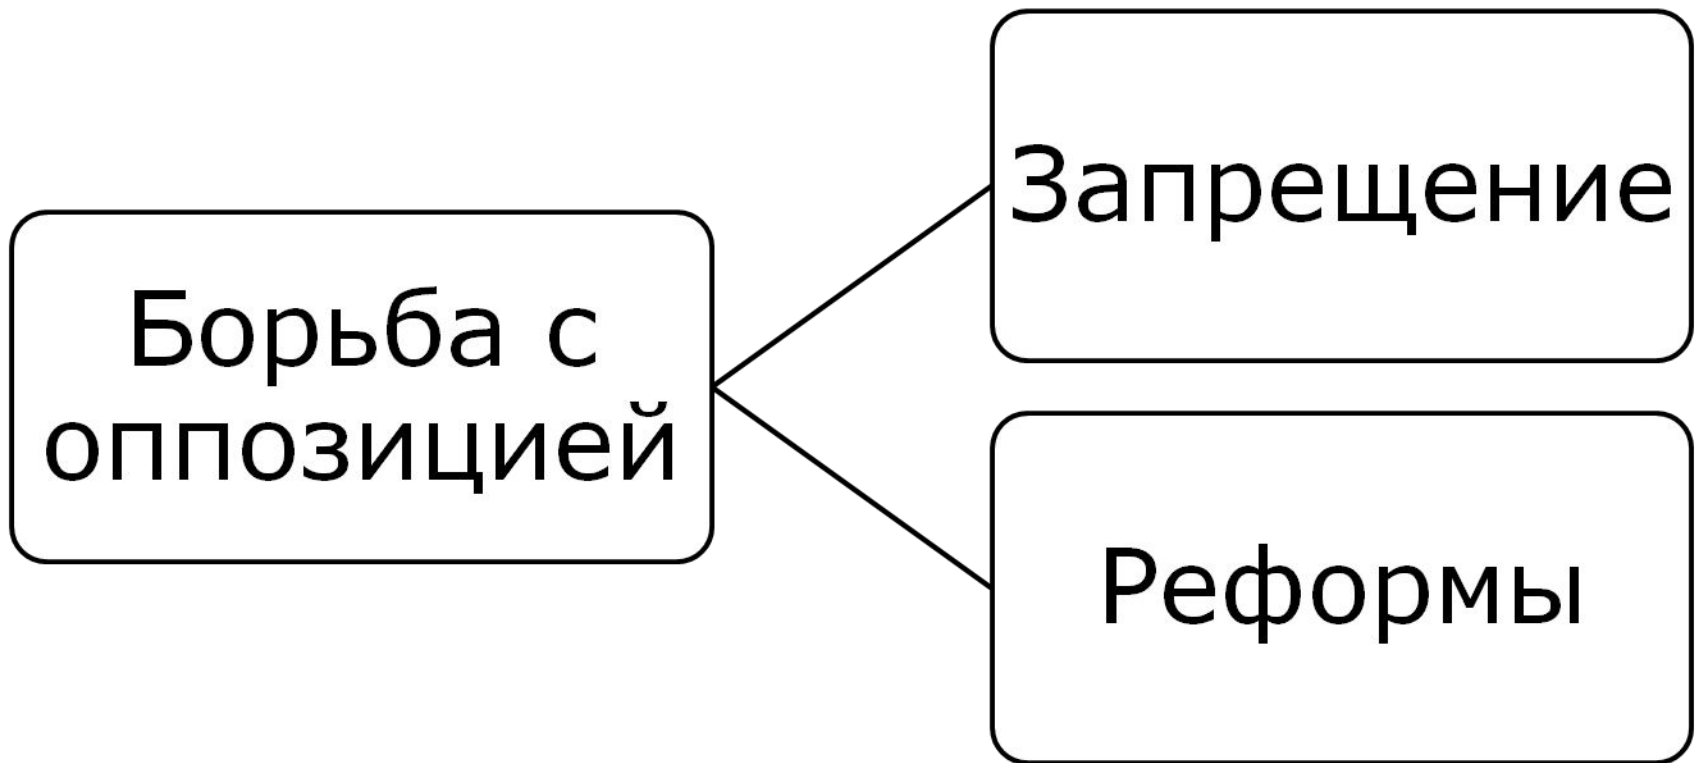 Борьба с
оппозицией
Запрещение
Реформы